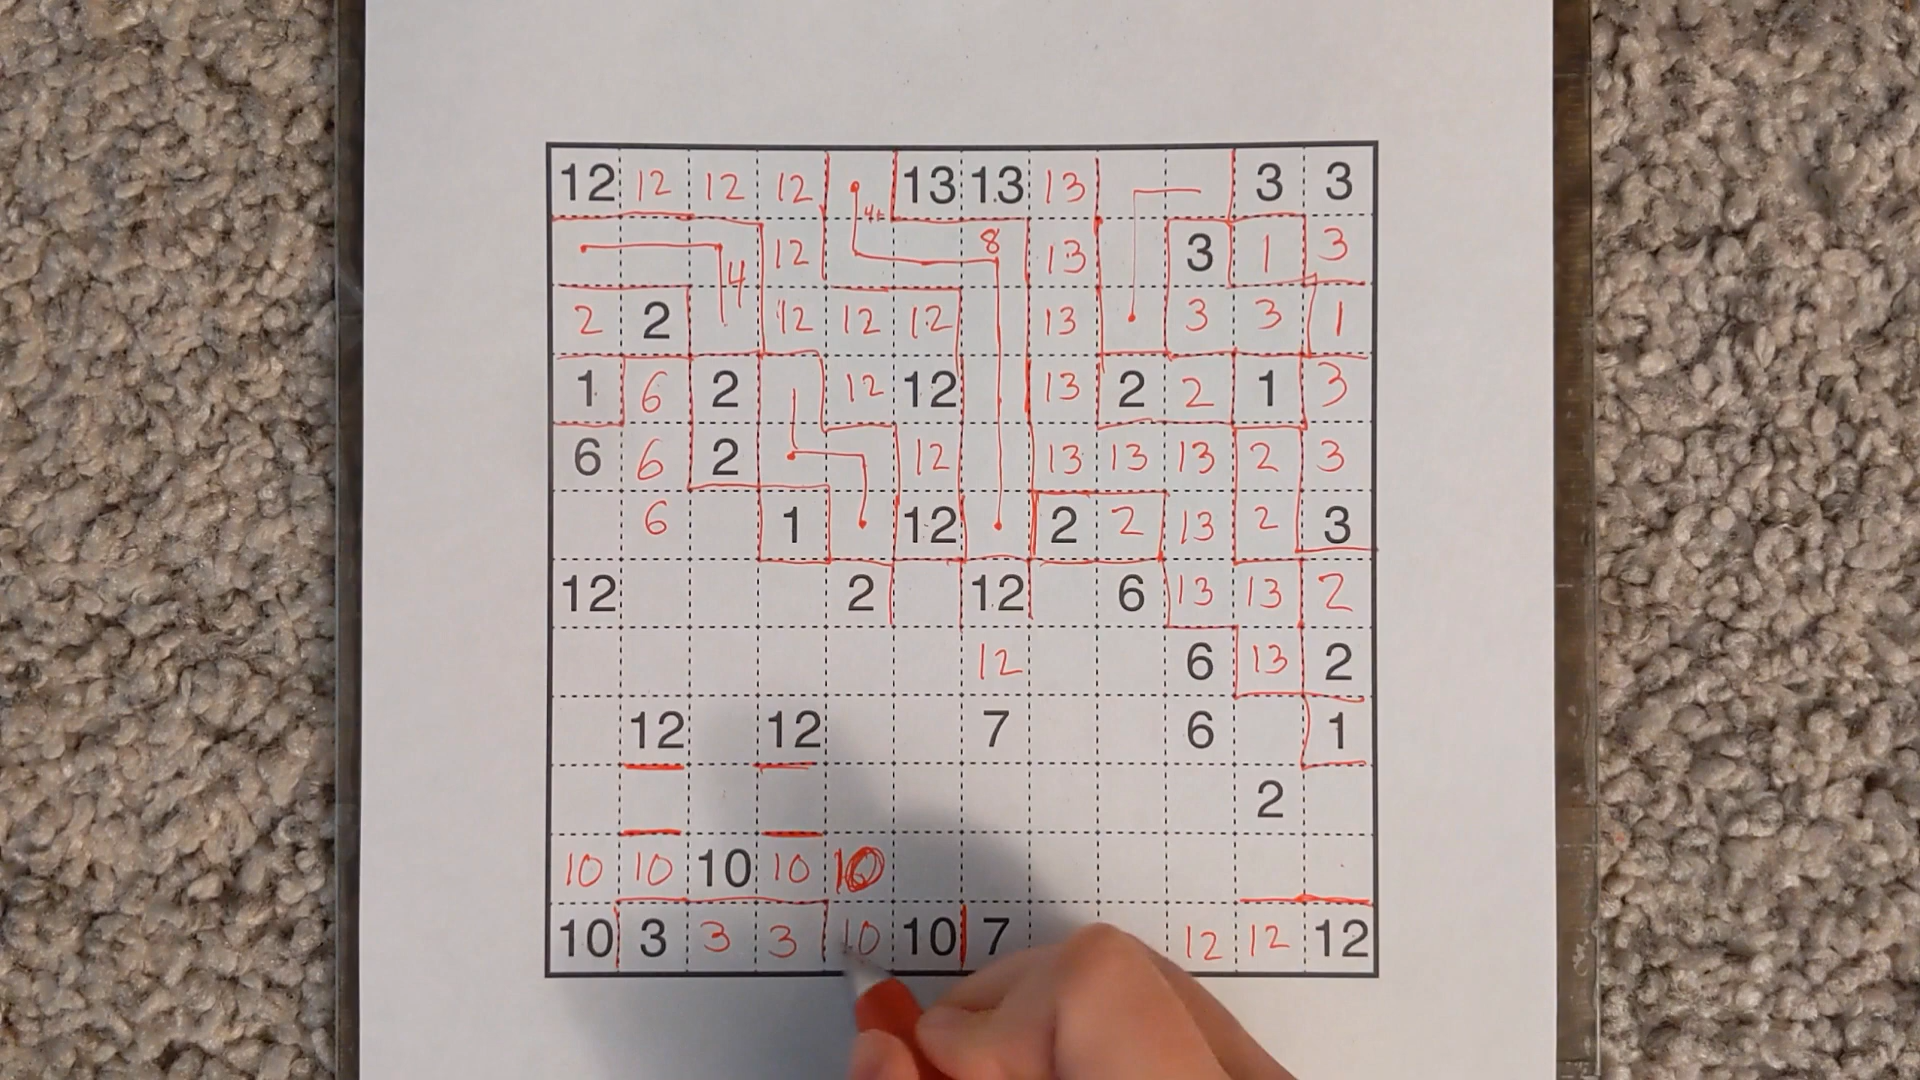 12 12 12 12 13 13 13 3 3
12 4+ 8 13 3 1 3
4
2 2 12 12 12 13 3 3 1
1 6 2 12 12 13 2 2 1 3
6 6 2 12 13 13 13 2 3
6 1 12 2 2 13 2 3
12 2 12 6 13 13 2
12 6 13 2
12 12 7 6 1
2
10 10 10 10 10
10 3 3 3 10 10 7 12 12 12